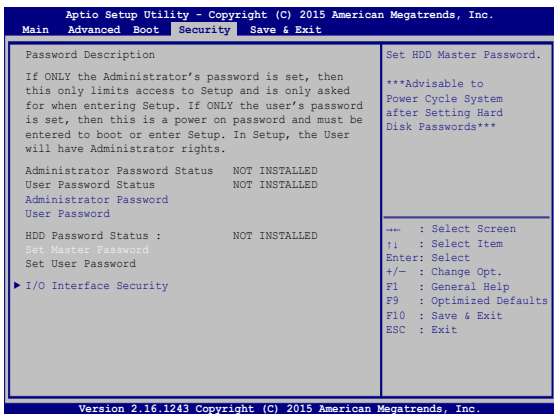 Aptio Setup Utility - Copyright (C) 2015 American Megatrends, Inc.
Main Advanced Boot Security Save & Exit
Password Description
If ONLY the Administrator's password is set, then
this only limits access to Setup and is only asked
for when entering Setup. If ONLY the user's password
is set, then this is a power on password and must be
entered to boot or enter Setup. In Setup, the User
will have Administrator rights.
Administrator Password Status NOT INSTALLED
User Password Status NOT INSTALLED
Administrator Password
User Password
HDD Password Status : NOT INSTALLED
Set Master Password
Set User Password
▶ I/O Interface Security
Set HDD Master Password.
***Advisable to
Power Cycle System
after Setting Hard
Disk Passwords***
→← : Select Screen
↑↓ : Select Item
Enter: Select
+/— : Change Opt.
F1 : General Help
F9 : Optimized Defaults
F10 : Save & Exit
ESC : Exit
Version 2.16.1243 Copyright (C) 2015 American Megatrends, Inc.